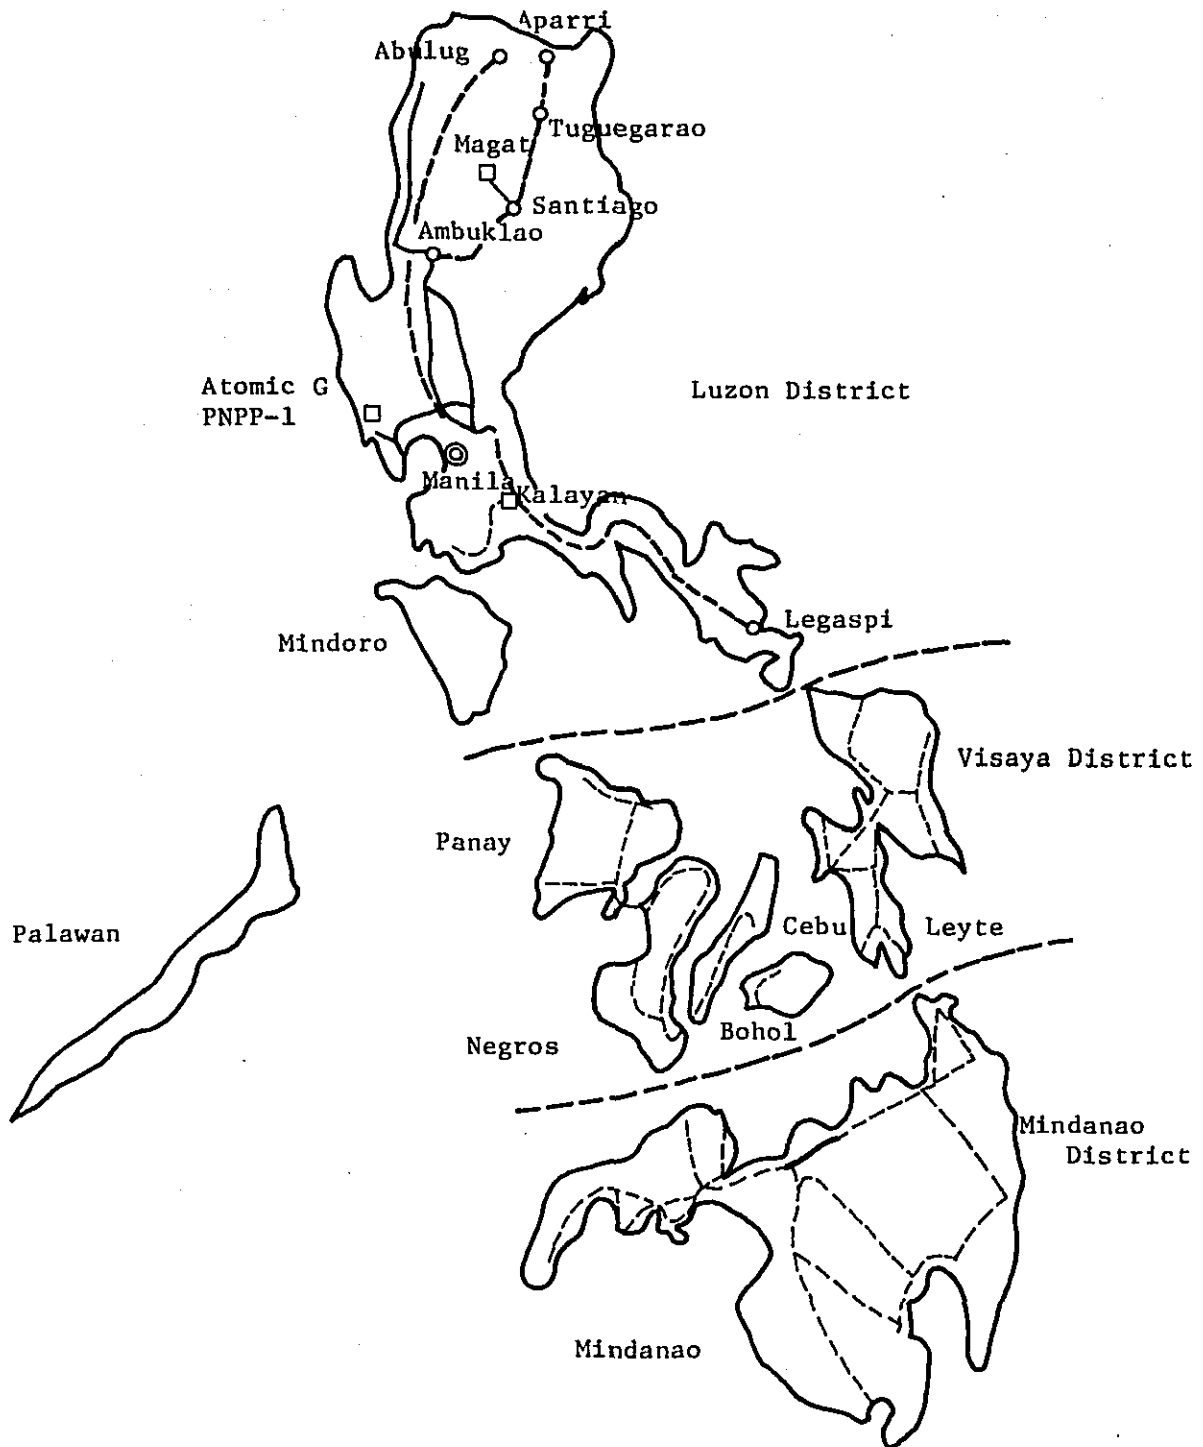 Aparri
Abulug
Tuguegarao
Magat
Santiago
Ambuklao
Atomic G
PNPP-1
Luzon District
Manila
Kalayan
Legaspi
Mindoro
Visaya District
Panay
Palawan
Cebu
Leyte
Negros
Bohol
Mindanao
District
Mindanao